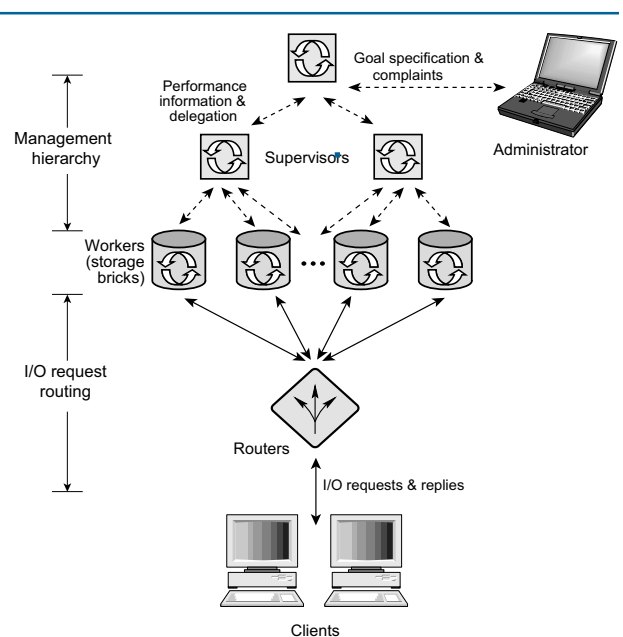 Goal specification &
complaints
Performance
information &
delegation
Administrator
Management
hierarchy
Supervisors
Workers
(storage
bricks)
...
I/O request
routing
Routers
I/O requests & replies
Clients